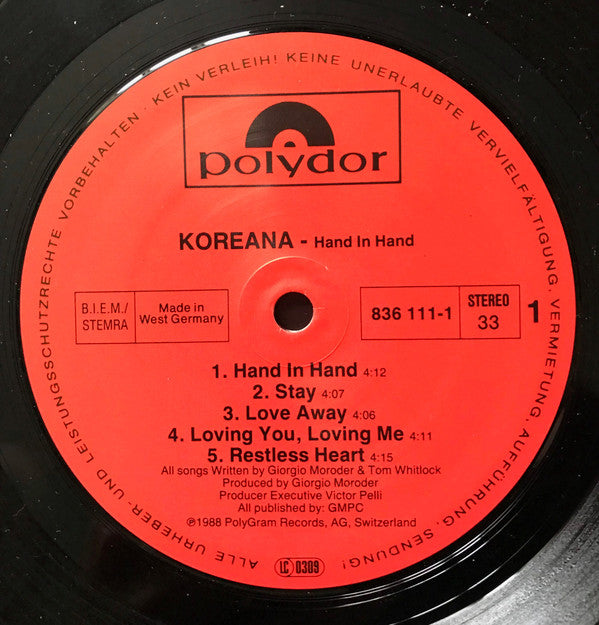 ALLE URHEBER- UND LEISTUNGSSCHUTZRECHTE VORBEHALTEN · KEIN VERLEIH! KEINE UNERLAUBTE VERVIELFÄLTIGUNG, VERMIETUNG, AUFFÜHRUNG, SENDUNG!
polydor
KOREANA - Hand In Hand
B.I.E.M./
STEMRA
Made in
West Germany
836 111-1
STEREO
33
1
1. Hand In Hand 4:12
2. Stay 4:07
3. Love Away 4:06
4. Loving You, Loving Me 4:11
5. Restless Heart 4:15
All songs Written by Giorgio Moroder & Tom Whitlock
Produced by Giorgio Moroder
Producer Executive Victor Pelli
All published by: GMPC
℗1988 PolyGram Records, AG, Switzerland
LC 0309